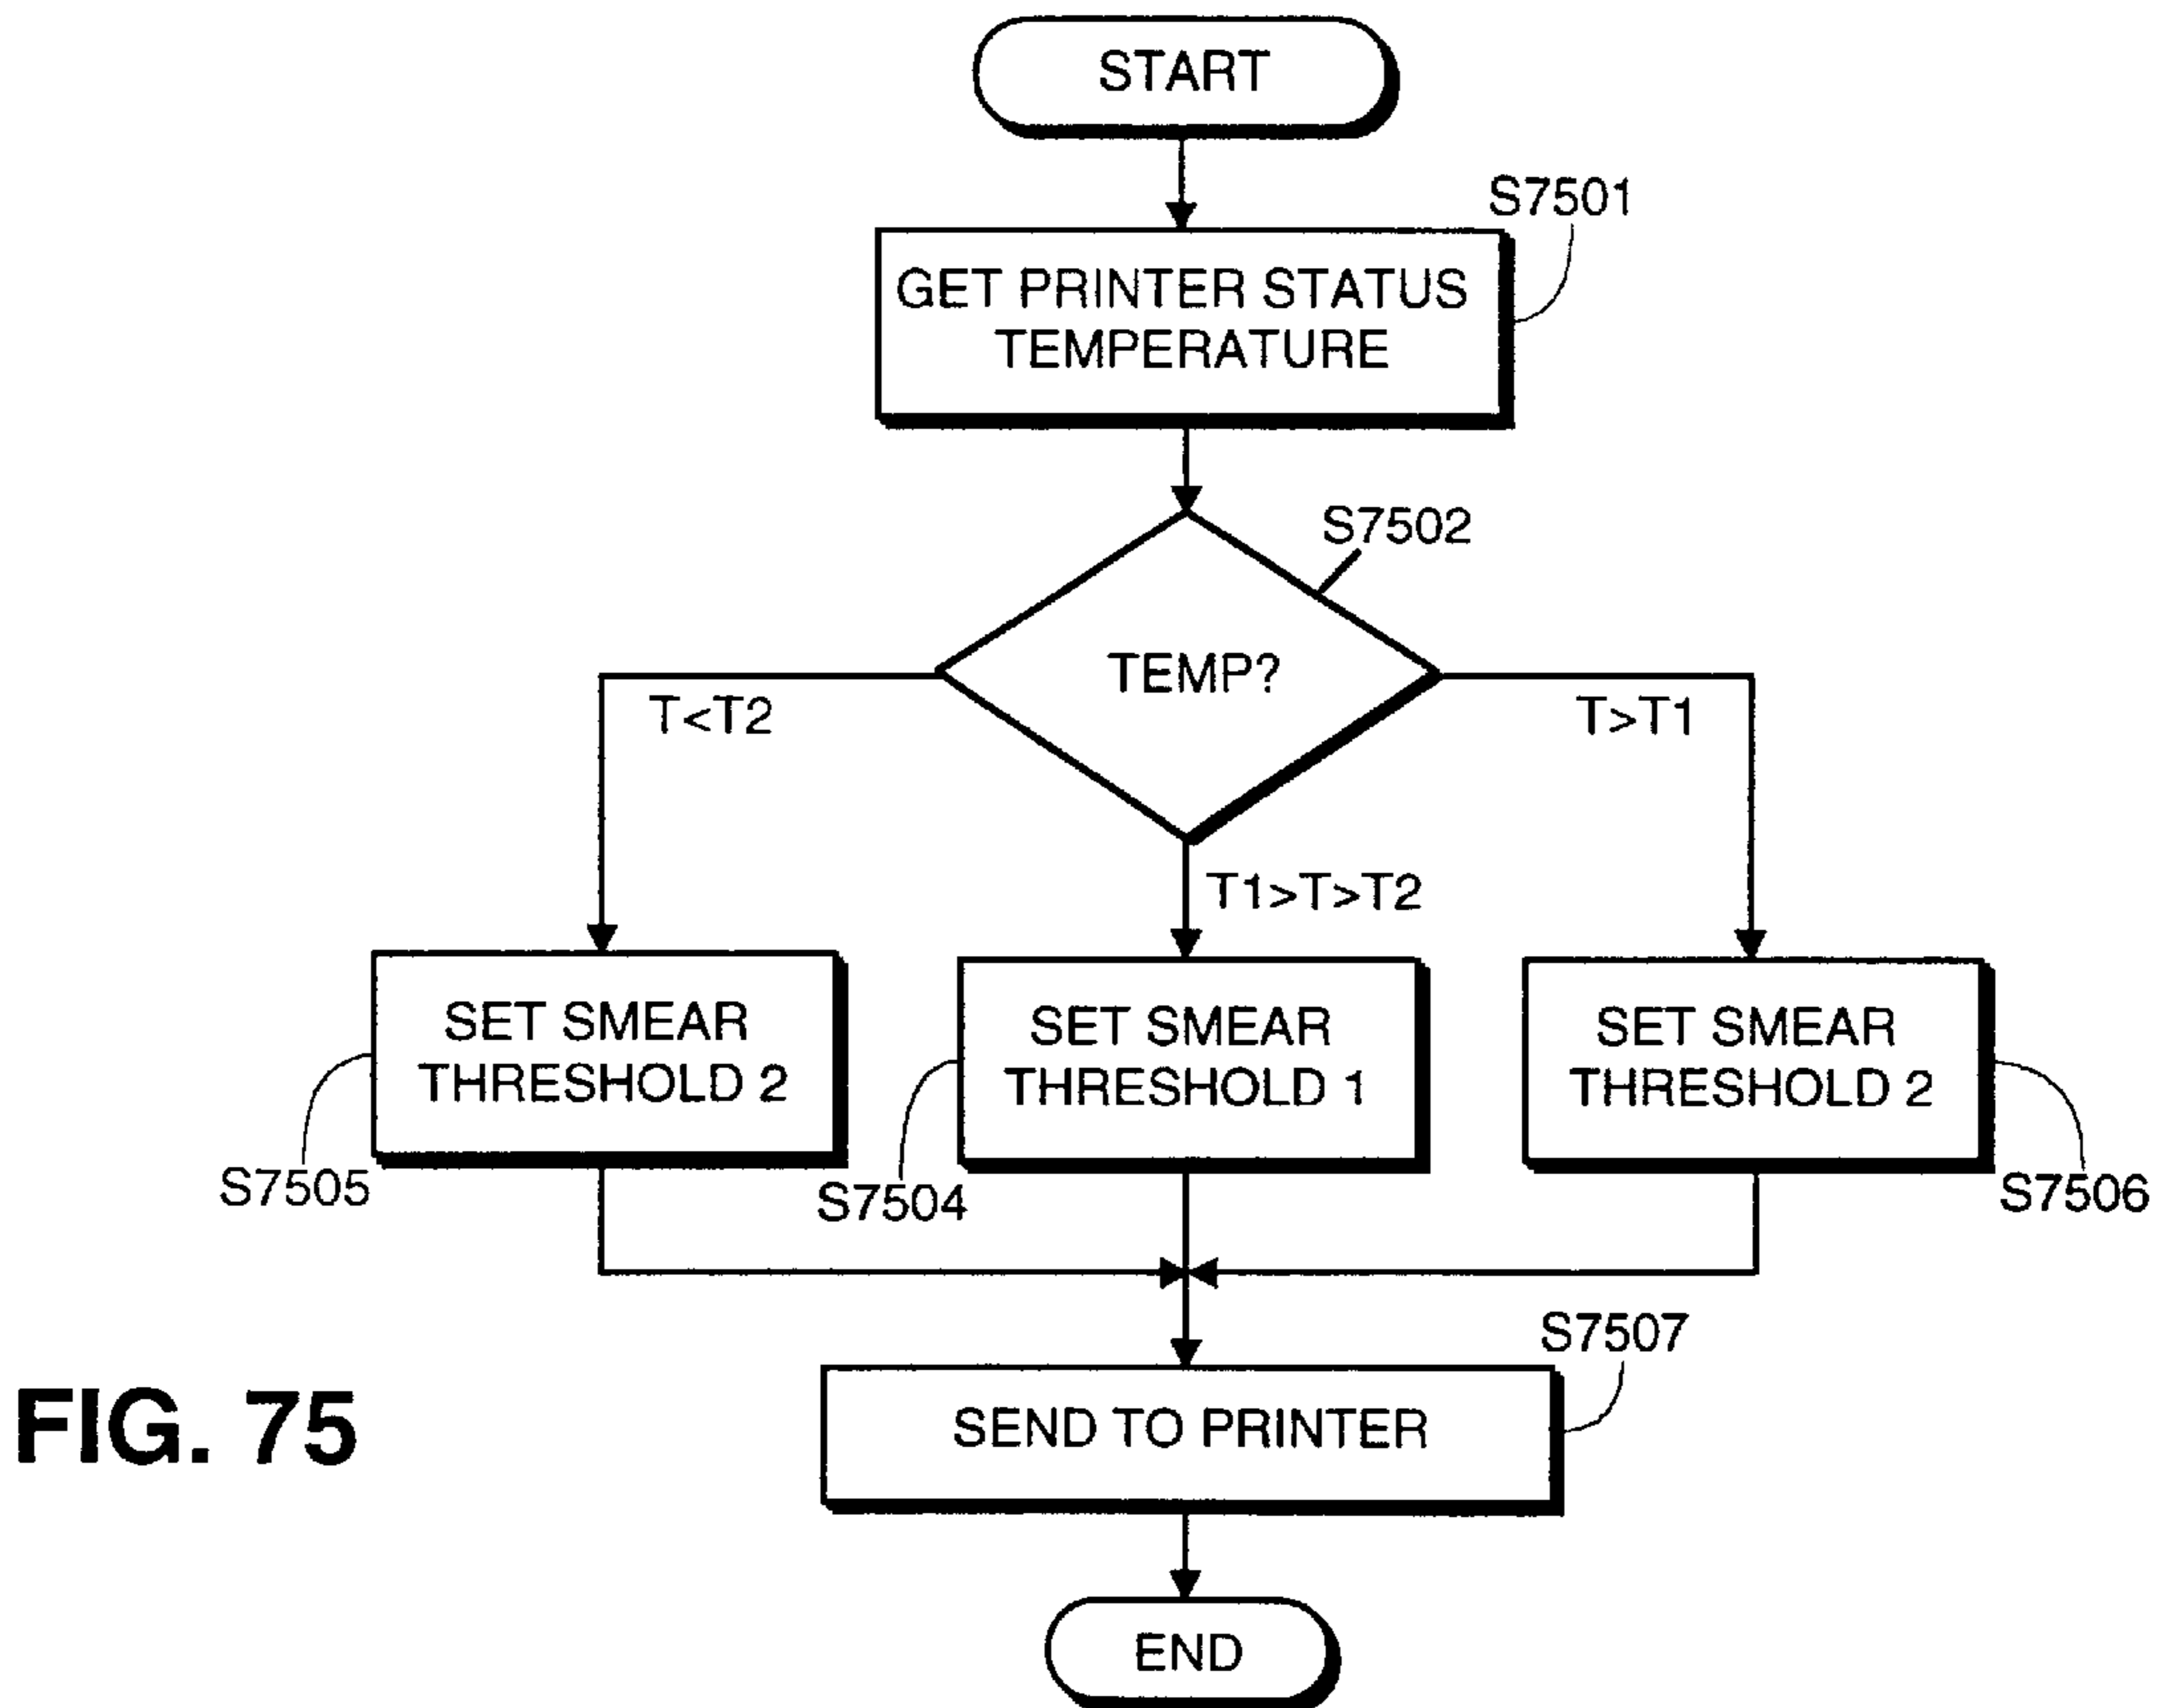 START
S7501
GET PRINTER STATUS
TEMPERATURE
S7502
TEMP?
T<T2
T>T1
T1>T>T2
SET SMEAR
THRESHOLD 2
SET SMEAR
THRESHOLD 1
SET SMEAR
THRESHOLD 2
S7505
S7504
S7506
S7507
SEND TO PRINTER
FIG. 75
END